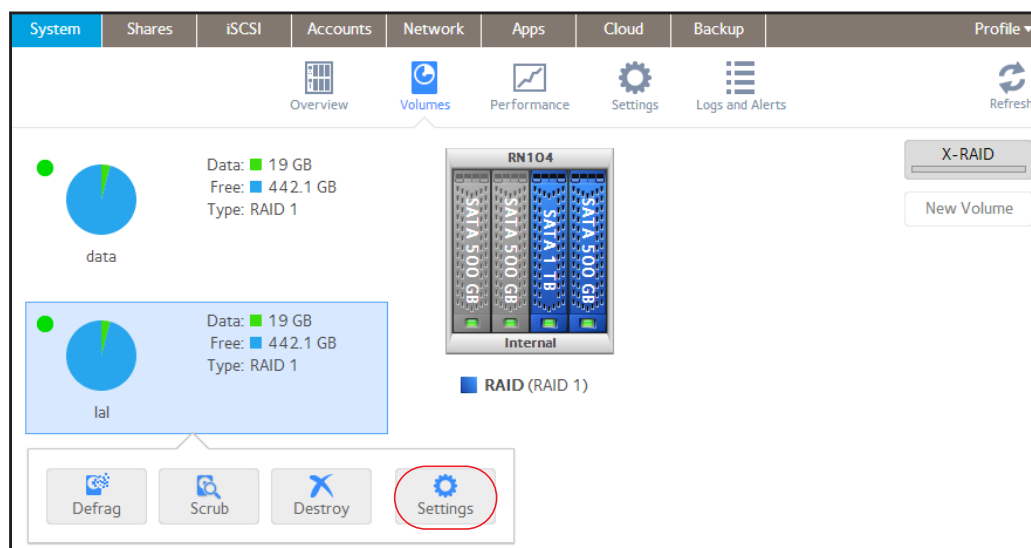 System Shares iSCSI Accounts Network Apps Cloud Backup Profile
Overview Volumes Performance Settings Logs and Alerts Refresh
Data: 19 GB
Free: 442.1 GB
Type: RAID 1
data
RN104
SATA 500 GB
SATA 500 GB
SATA 1 TB
SATA 500 GB
Internal
RAID (RAID 1)
X-RAID
New Volume
Data: 19 GB
Free: 442.1 GB
Type: RAID 1
lal
Defrag Scrub Destroy Settings